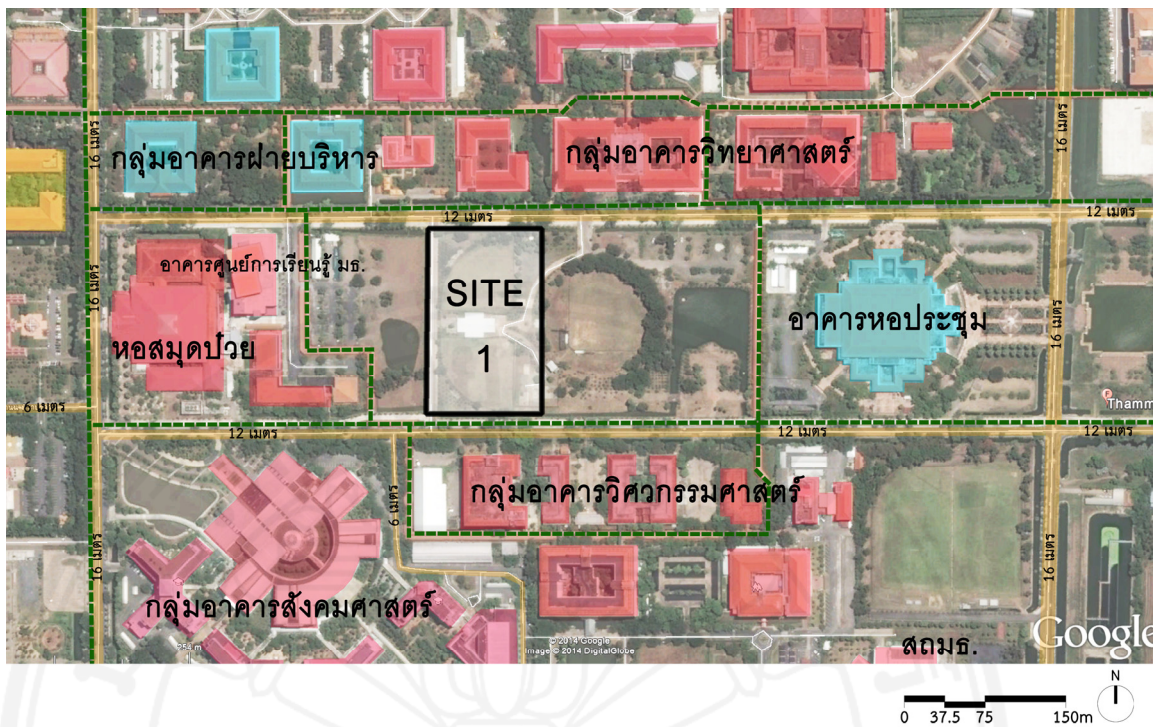 16 เมตร
16 เมตร
กลุ่มอาคารฝ่ายบริหาร
กลุ่มอาคารวิทยาศาสตร์
12 เมตร
12 เมตร
อาคารศูนย์การเรียนรู้ มธ.
16 เมตร
SITE
1
หอสมุดป๋วย
อาคารหอประชุม
16 เมตร
6 เมตร
Thamm
12 เมตร
12 เมตร
12 เมตร
กลุ่มอาคารวิศวกรรมศาสตร์
6 เมตร
16 เมตร
16 เมตร
กลุ่มอาคารสังคมศาสตร์
© 2014 Google
Image © 2014 DigitalGlobe
254 m
สถมธ.
Google
N
0 37.5 75 150m